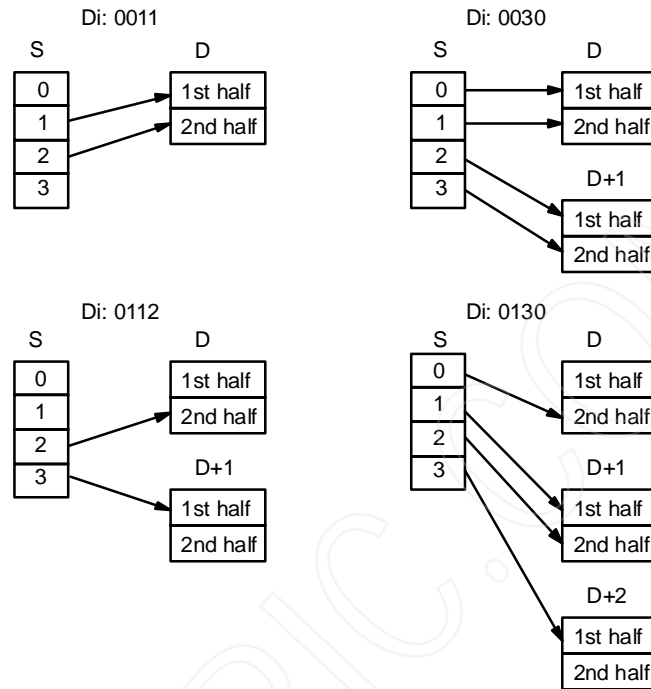 Di: 0011
S D
0
1
2
3
1st half
2nd half
Di: 0030
S D
0
1
2
3
1st half
2nd half
D+1
1st half
2nd half
Di: 0112
S D
0
1
2
3
1st half
2nd half
D+1
1st half
2nd half
Di: 0130
S D
0
1
2
3
1st half
2nd half
D+1
1st half
2nd half
D+2
1st half
2nd half